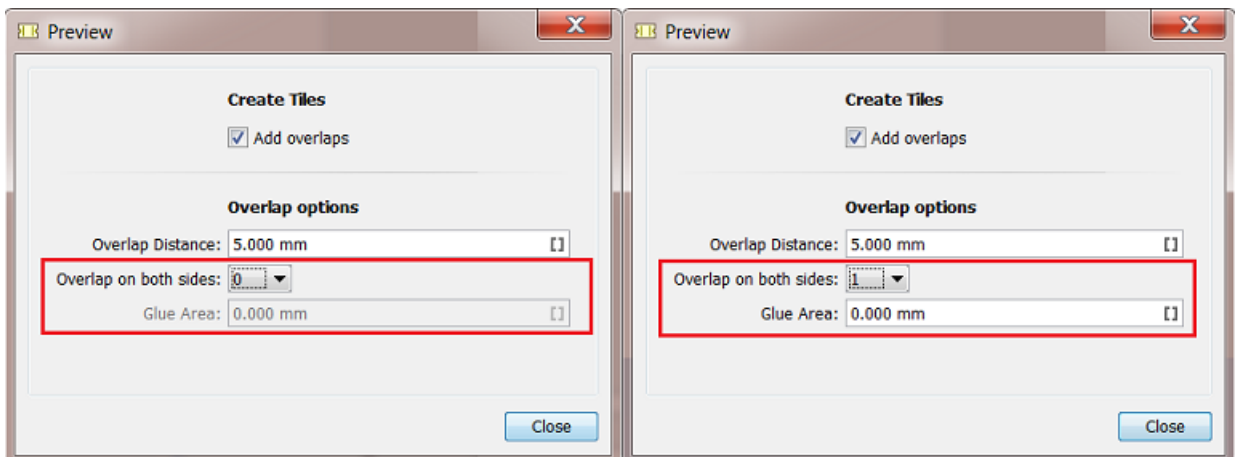 Preview
Create Tiles
Add overlaps
Overlap options
Overlap Distance: 5.000 mm []
Overlap on both sides: 0
Glue Area: 0.000 mm []
Close
Preview
Create Tiles
Add overlaps
Overlap options
Overlap Distance: 5.000 mm []
Overlap on both sides: 1
Glue Area: 0.000 mm []
Close